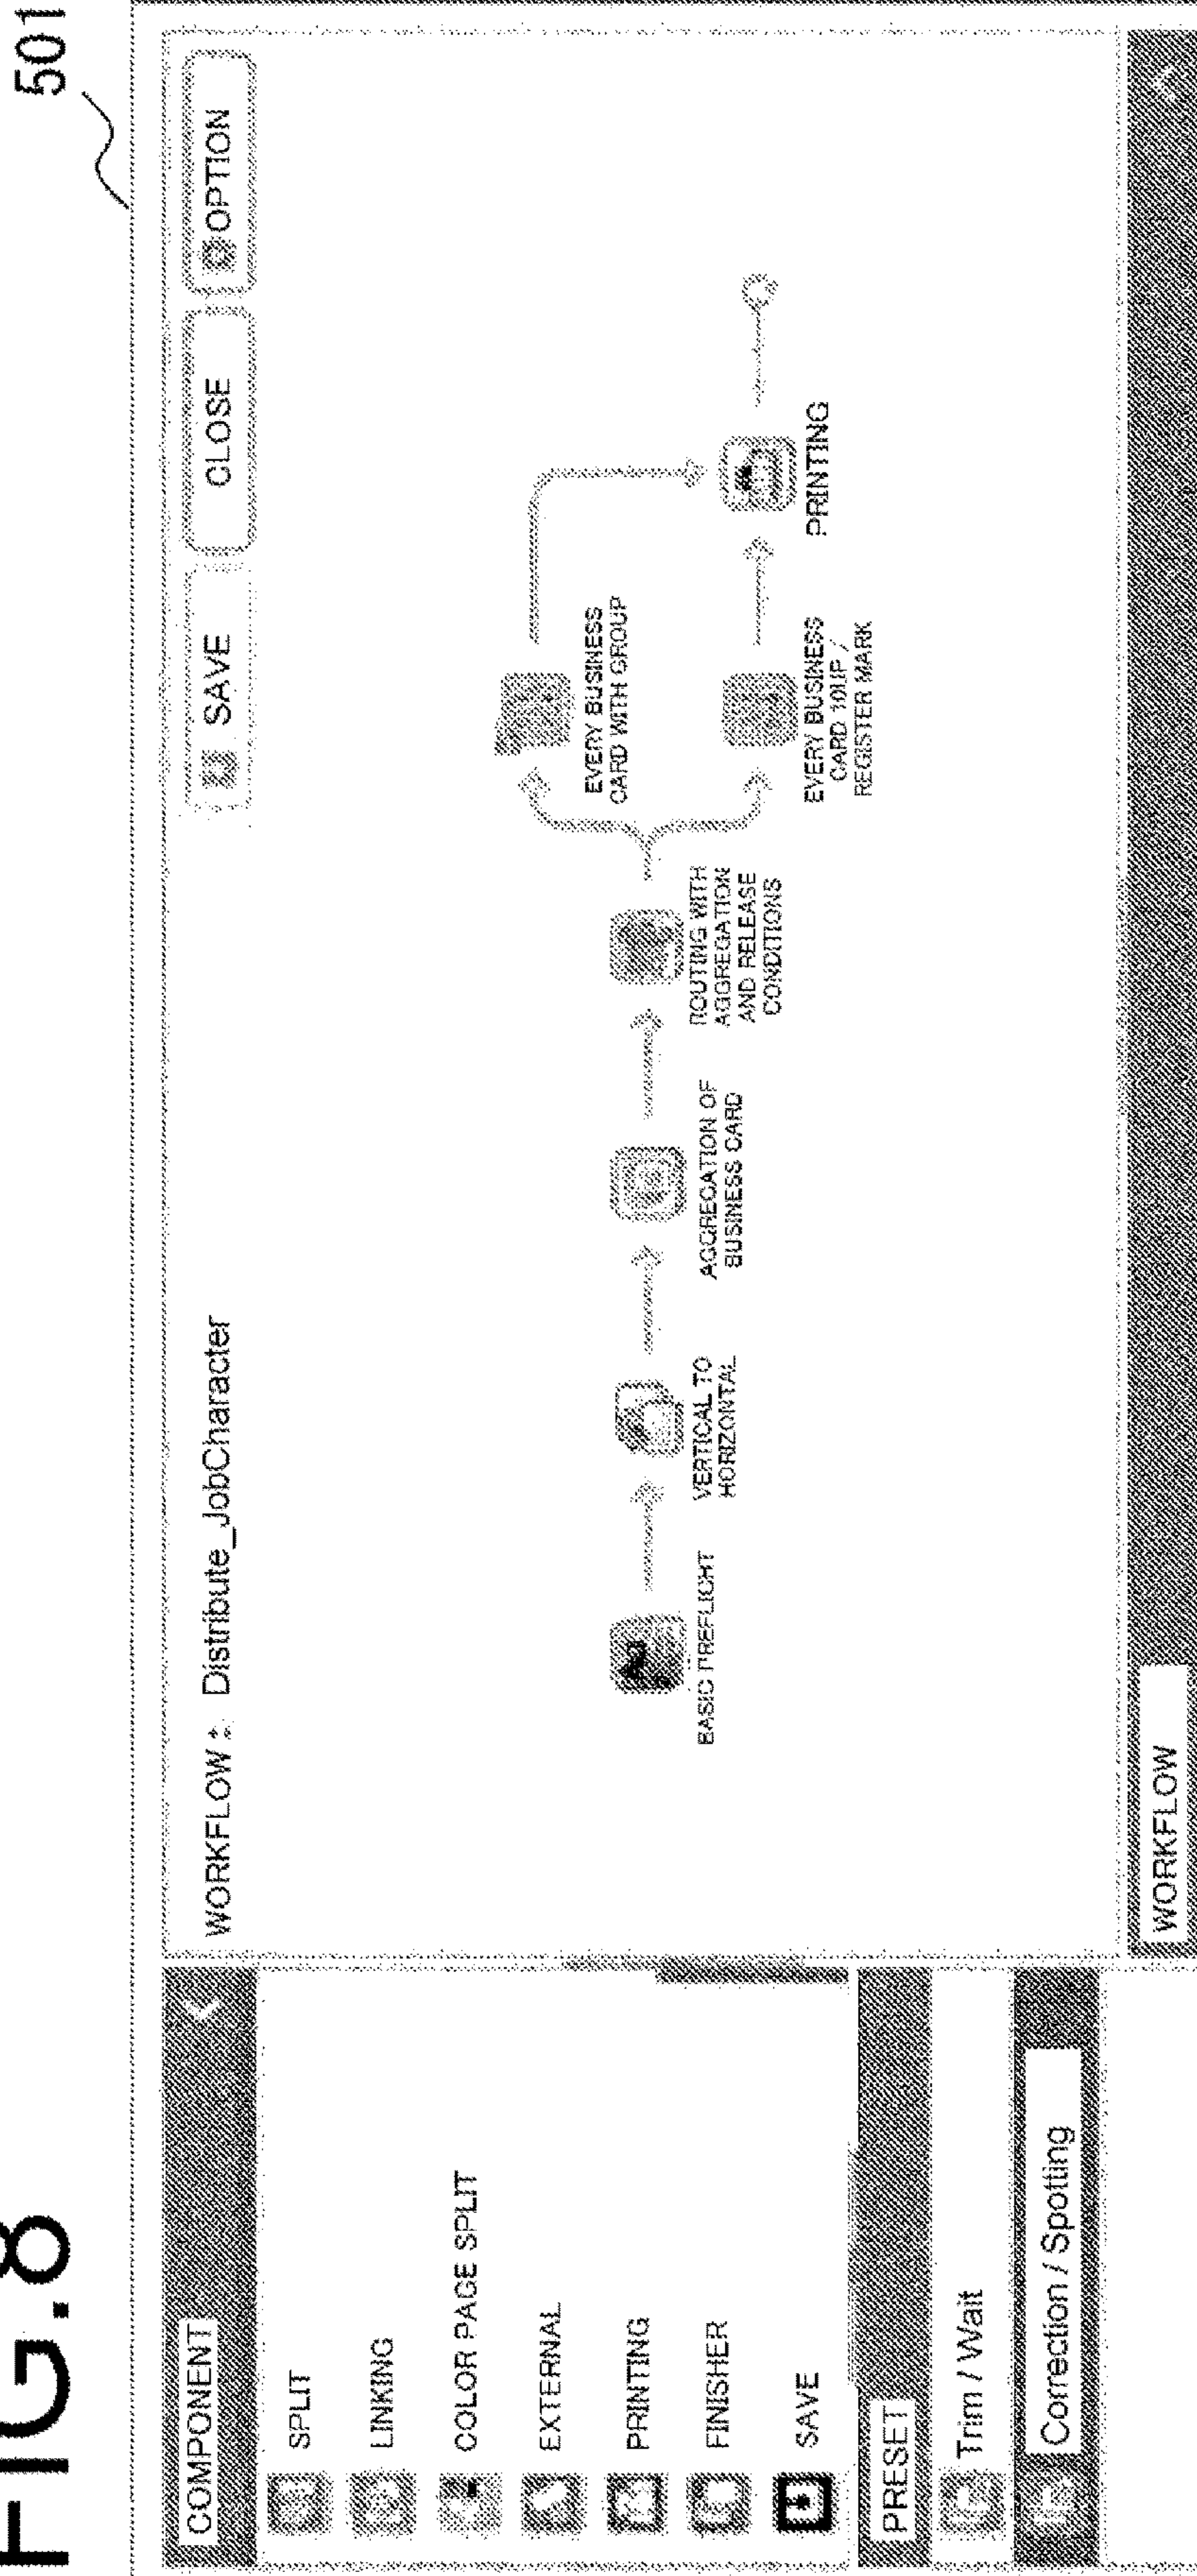 FIG.8
501
COMPONENT
SPLIT
LINKING
COLOR PAGE SPLIT
EXTERNAL
PRINTING
FINISHER
SAVE
PRESET
Trim / Wait
Correction / Spotting
WORKFLOW : Distribute_JobCharacter
SAVE
CLOSE
OPTION
BASIC PREFLIGHT
VERTICAL TO
HORIZONTAL
AGGREGATION OF
BUSINESS CARD
ROUTING WITH
AGGREGATION
AND RELEASE
CONDITIONS
EVERY BUSINESS
CARD WITH GROUP
EVERY BUSINESS
CARD 10UP /
REGISTER MARK
PRINTING
WORKFLOW